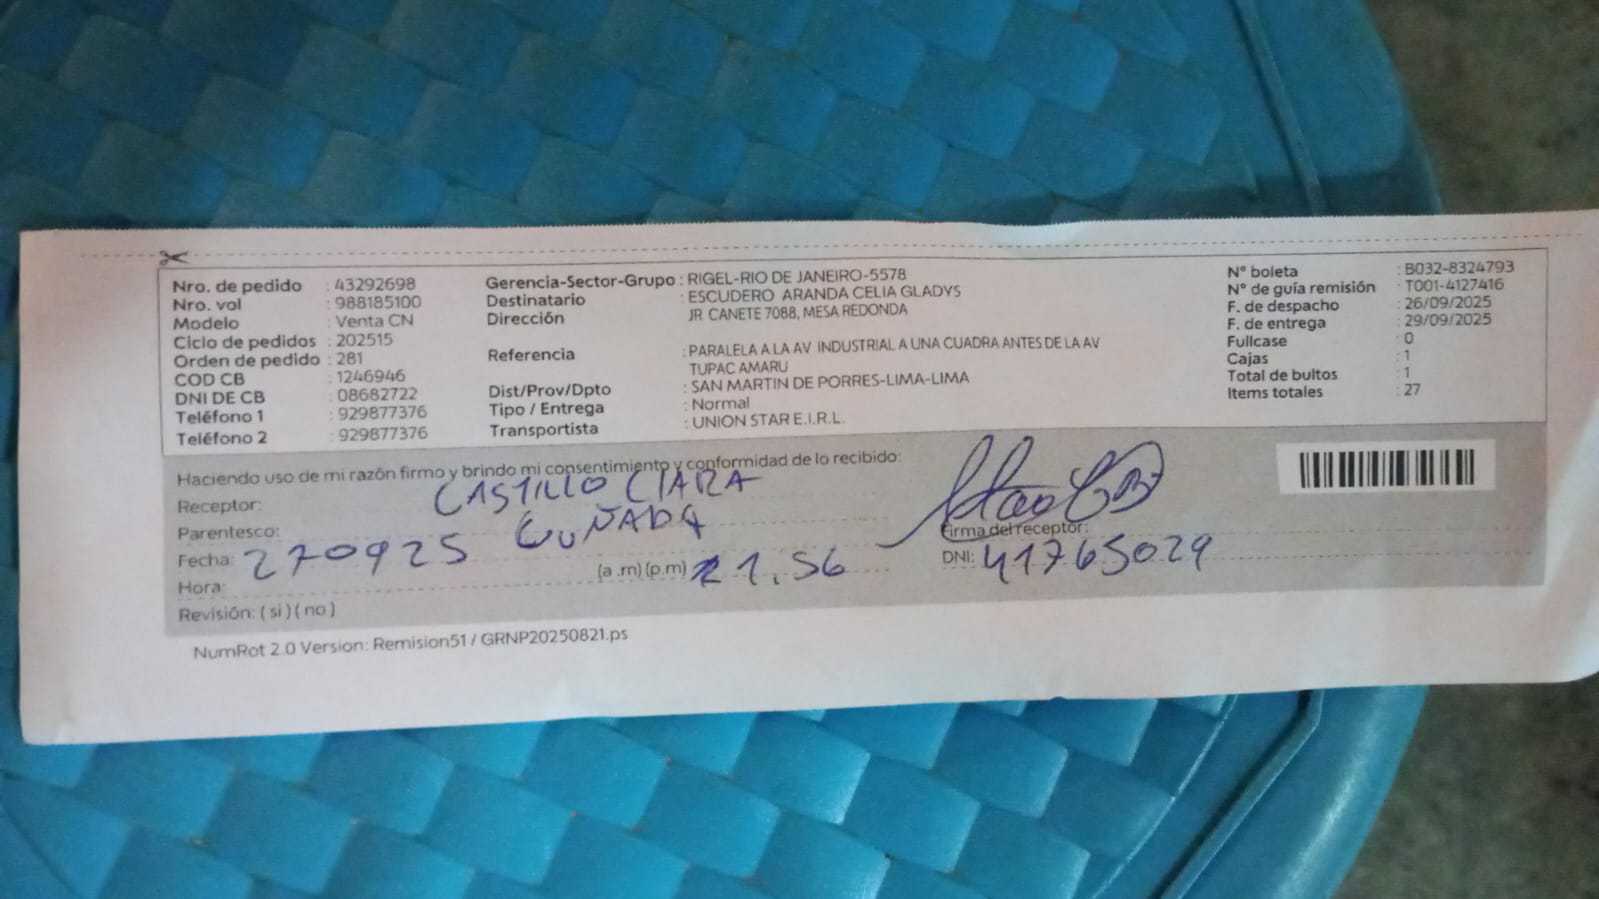 Nro. de pedido : 43292698
Nro. vol : 988185100
Modelo : Venta CN
Ciclo de pedidos : 202515
Orden de pedido : 281
COD CB : 1246946
DNI DE CB : 08682722
Teléfono 1 : 929877376
Teléfono 2 : 929877376
Gerencia-Sector-Grupo : RIGEL-RIO DE JANEIRO-5578
Destinatario : ESCUDERO ARANDA CELIA GLADYS
Dirección JR CANETE 7088, MESA REDONDA
Referencia : PARALELA A LA AV INDUSTRIAL A UNA CUADRA ANTES DE LA AV
TUPAC AMARU
Dist/Prov/Dpto : SAN MARTIN DE PORRES-LIMA-LIMA
Tipo / Entrega : Normal
Transportista : UNION STAR E.I.R.L.
N° boleta : B032-8324793
N° de guía remisión : T001-4127416
F. de despacho : 26/09/2025
F. de entrega : 29/09/2025
Fullcase : 0
Cajas : 1
Total de bultos : 1
Items totales : 27
Haciendo uso de mi razón firmo y brindo mi consentimiento y conformidad de lo recibido:
Receptor: CASTILLO CLARA
Parentesco: CUÑADA
Fecha: 270925
Hora: (a .m) (p.m) 1.56
Revisión: ( si ) ( no )
Firma del receptor:
DNI: 41765029
NumRot 2.0 Version: Remision51 / GRNP20250821.ps